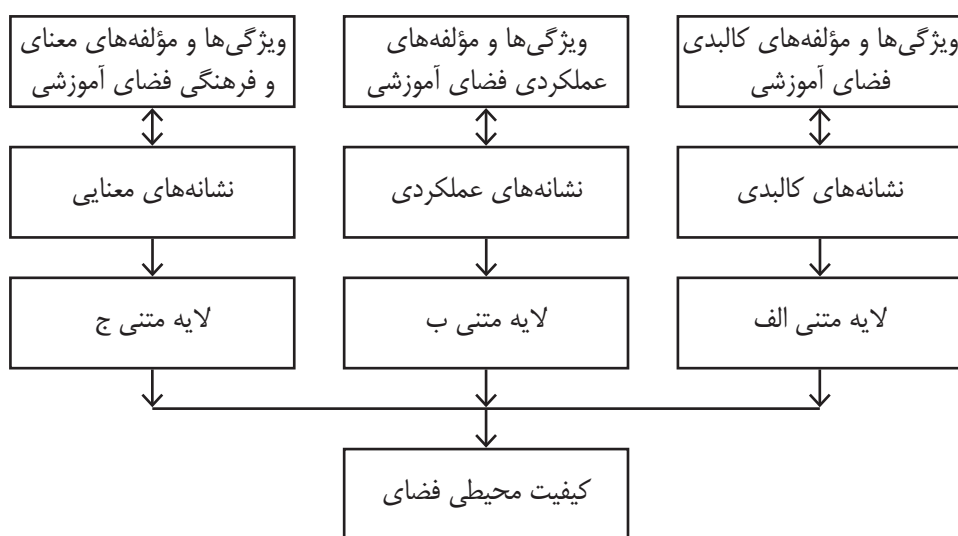 ویژگی‌ها و مؤلفه‌های کالبدی
فضای آموزشی
ویژگی‌ها و مؤلفه‌های
عملکردی فضای آموزشی
ویژگی‌ها و مؤلفه‌های معنای
و فرهنگی فضای آموزشی
نشانه‌های کالبدی
نشانه‌های عملکردی
نشانه‌های معنایی
لایه متنی الف
لایه متنی ب
لایه متنی ج
کیفیت محیطی فضای